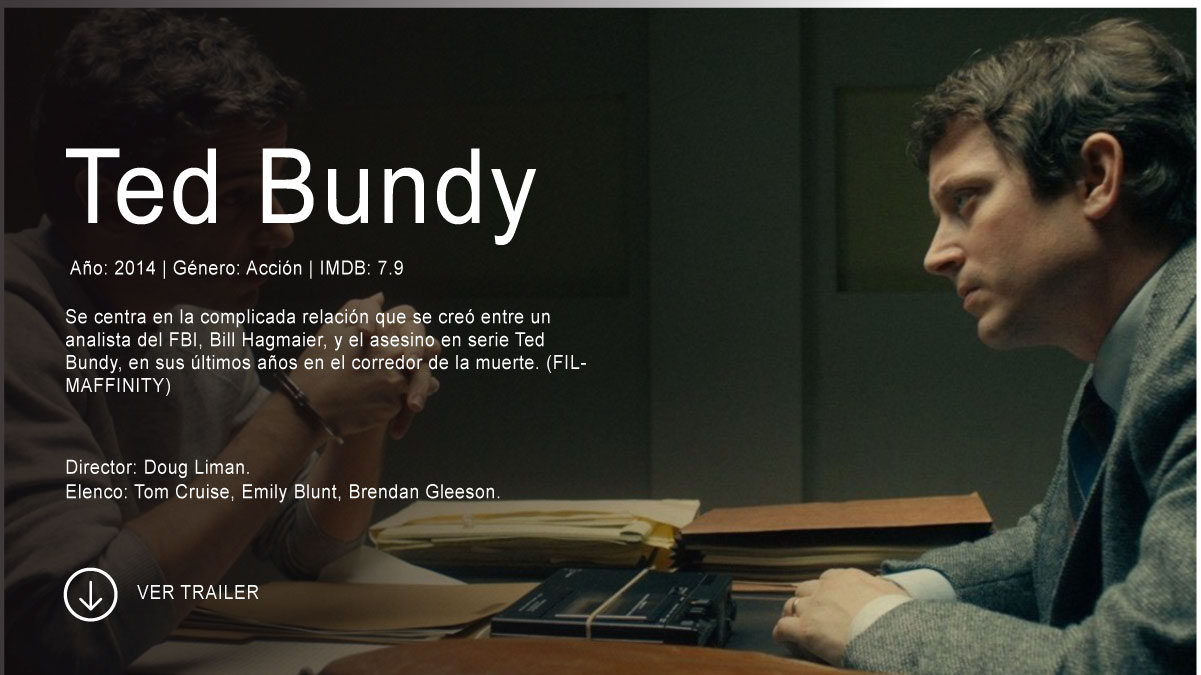 Ted Bundy
Año: 2014 | Género: Acción | IMDB: 7.9
Se centra en la complicada relación que se creó entre un
analista del FBI, Bill Hagmaier, y el asesino en serie Ted
Bundy, en sus últimos años en el corredor de la muerte. (FIL-
MAFFINITY)
Director: Doug Liman.
Elenco: Tom Cruise, Emily Blunt, Brendan Gleeson.
VER TRAILER